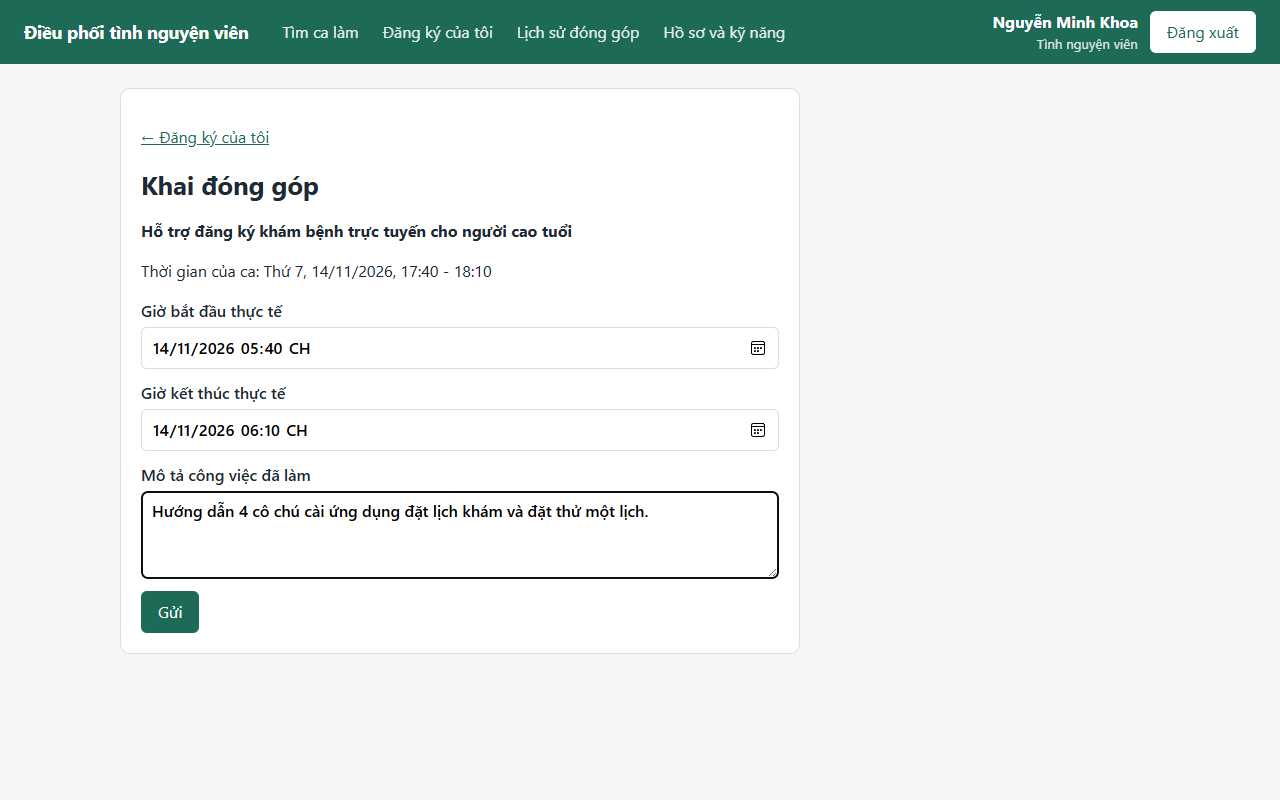 Điều phối tình nguyện viên
Tìm ca làm
Đăng ký của tôi
Lịch sử đóng góp
Hồ sơ và kỹ năng
Nguyễn Minh Khoa
Tình nguyện viên
Đăng xuất
← Đăng ký của tôi
Khai đóng góp
Hỗ trợ đăng ký khám bệnh trực tuyến cho người cao tuổi
Thời gian của ca: Thứ 7, 14/11/2026, 17:40 - 18:10
Giờ bắt đầu thực tế
14/11/2026 05:40 CH
Giờ kết thúc thực tế
14/11/2026 06:10 CH
Mô tả công việc đã làm
Hướng dẫn 4 cô chú cài ứng dụng đặt lịch khám và đặt thử một lịch.
Gửi